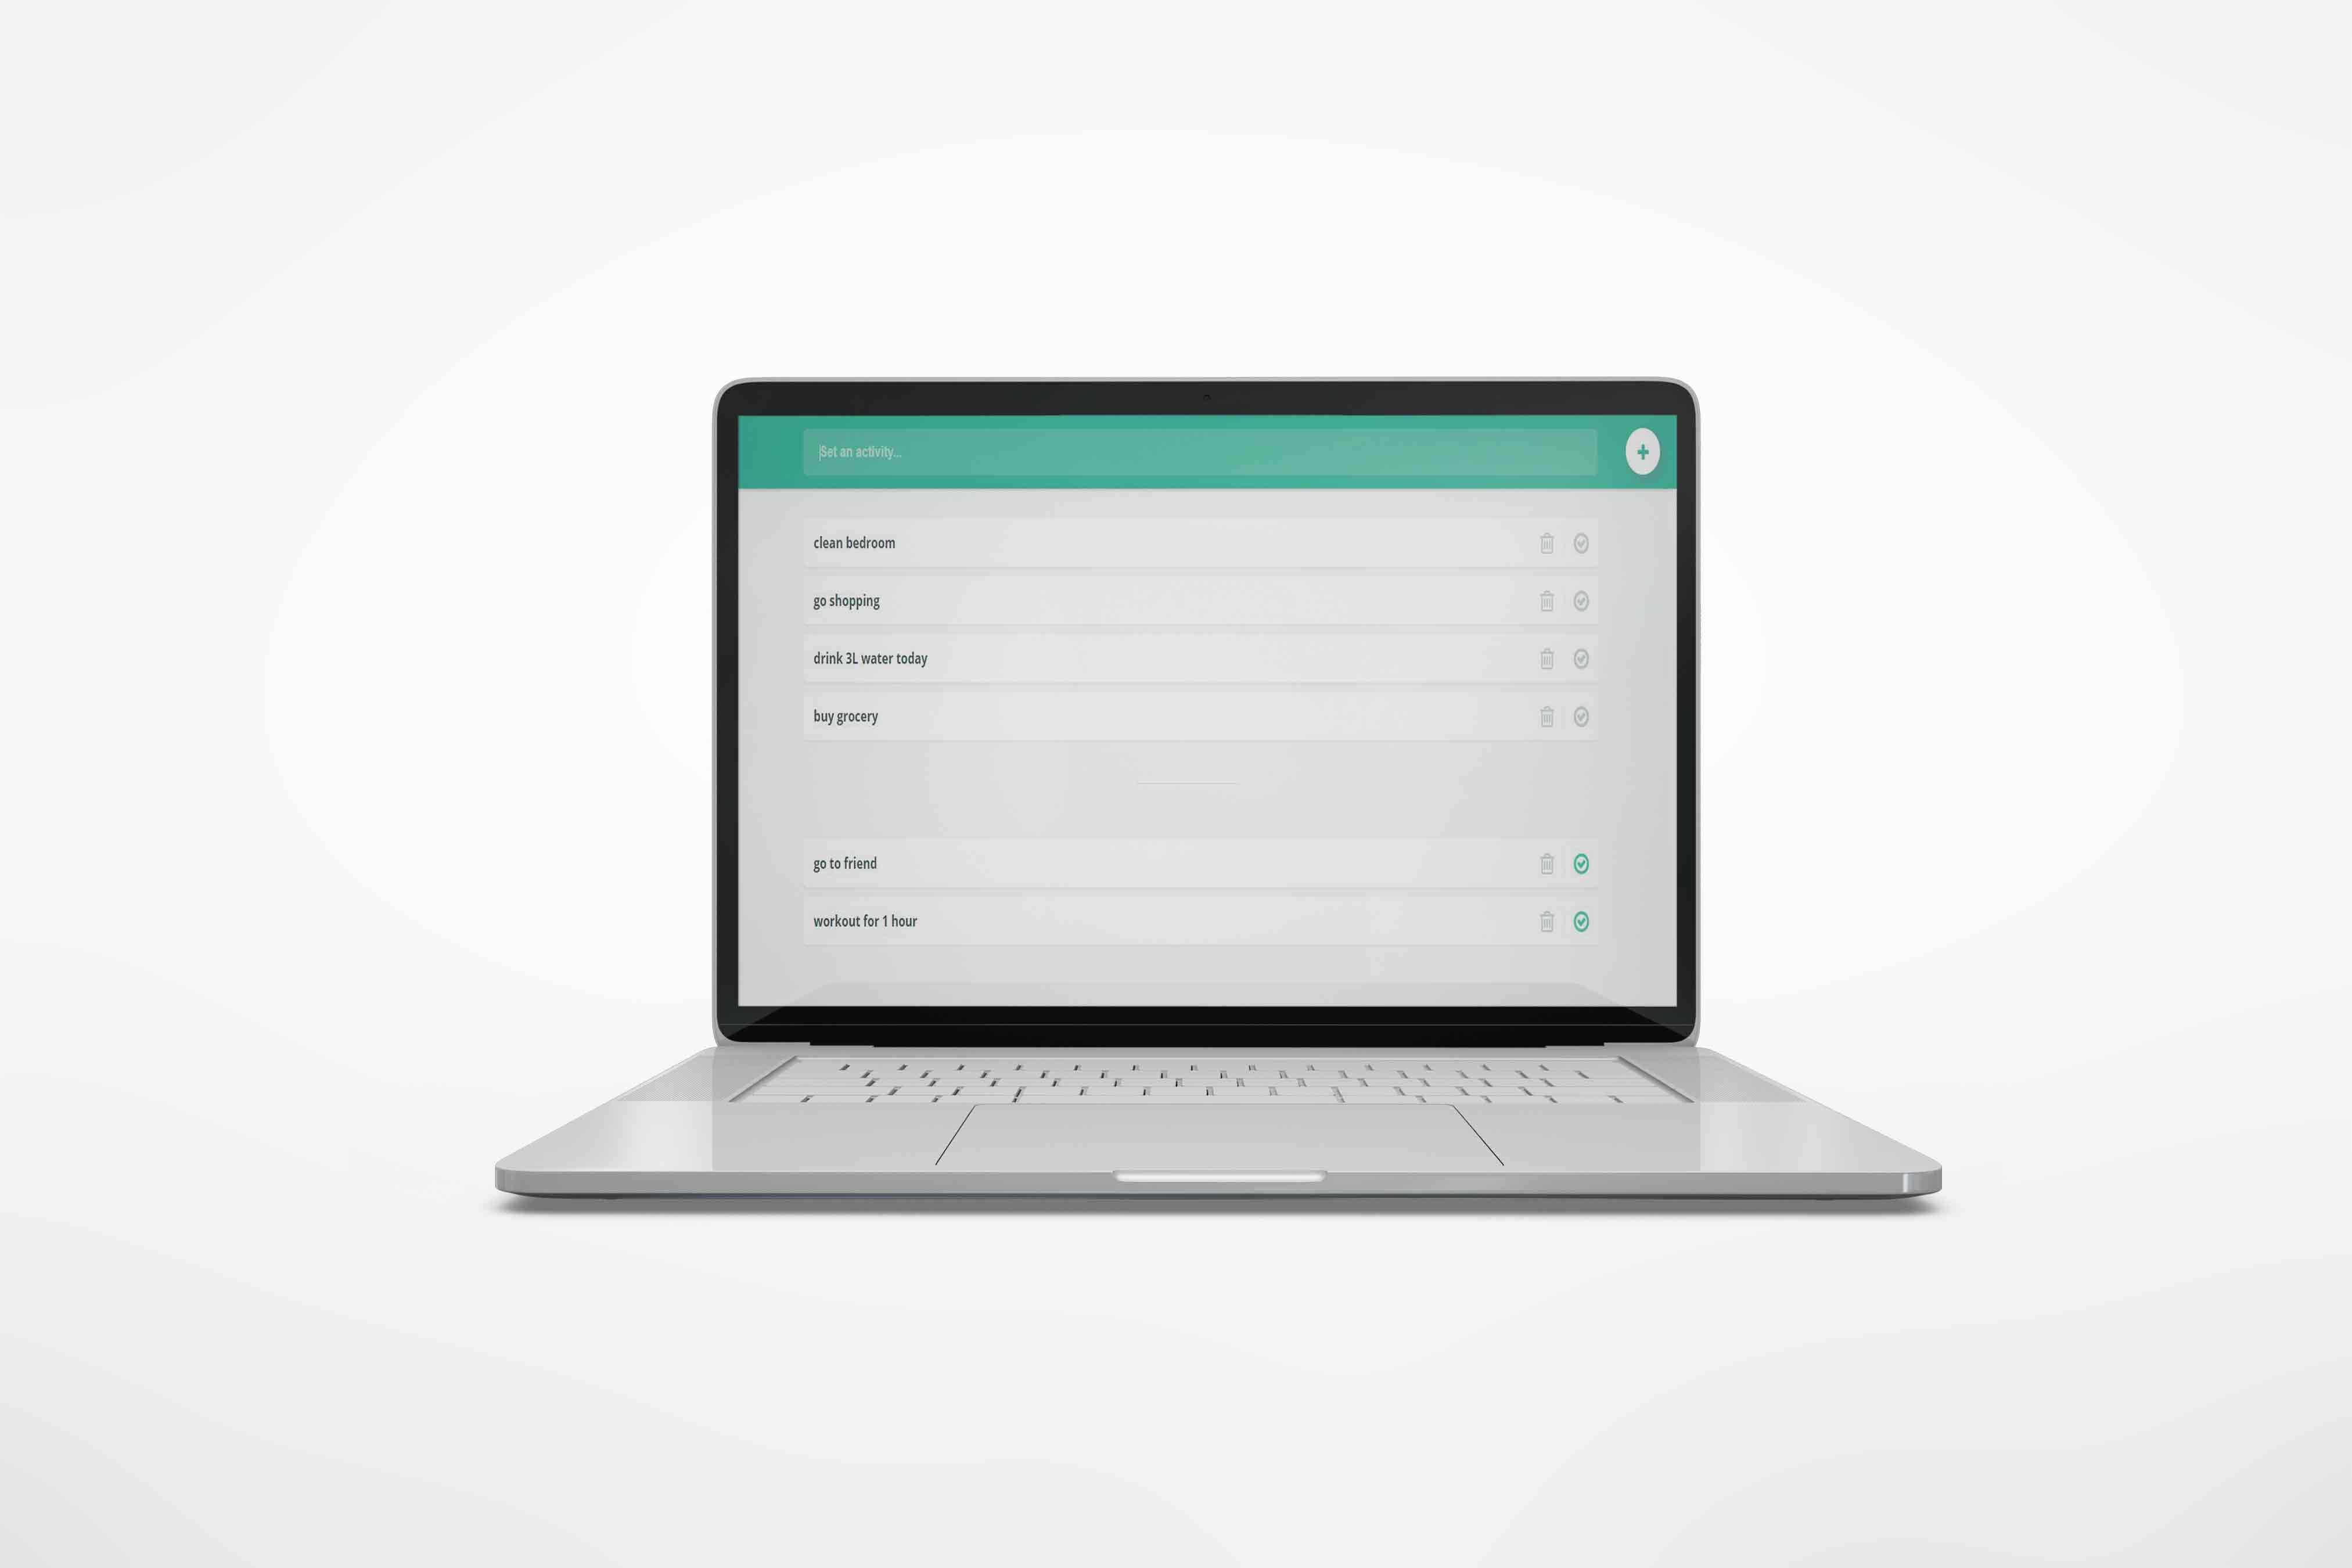 Set an activity...
clean bedroom
go shopping
drink 3L water today
buy grocery
go to friend
workout for 1 hour